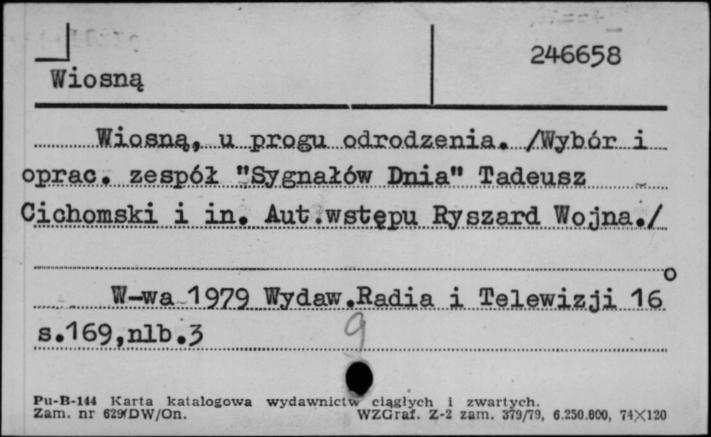 246658
Wiosną
Wiosną, u progu odrodzenia. /Wybór i
oprac. zespół "Sygnałów Dnia" Tadeusz
Cichomski i in. Aut.wstępu Ryszard Wojna./
W-wa 1979 Wydaw.Radia i Telewizji 16°
s.169,nlb.3
9
Pu-B-144 Karta katalogowa wydawnictw ciągłych i zwartych.
Zam. nr 629/DW/On. WZGraf. Z-2 zam. 379/79, 6.250.000, 74×120